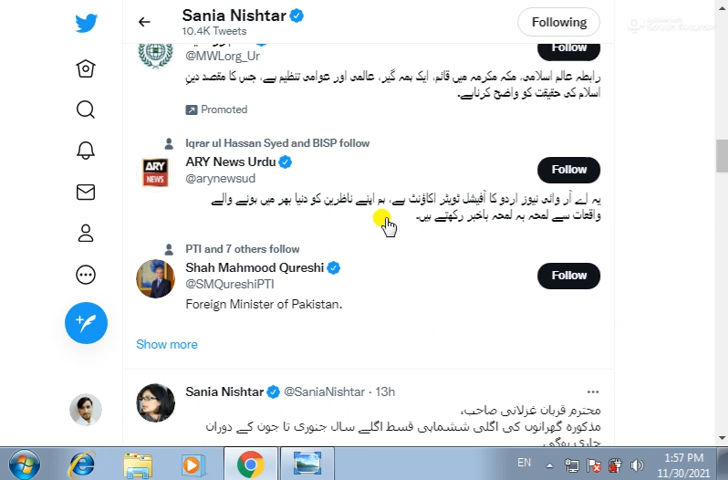 Sania Nishtar
10.4K Tweets
Following
@MWLorg_Ur
Follow
رابطہ عالم اسلامی، مکہ مکرمہ میں قائم، ایک ہمہ گیر، عالمی اور عوامی تنظیم ہے، جس کا مقصد دینِ
اسلام کی حقیقت کو واضح کرناہے۔
Promoted
Iqrar ul Hassan Syed and BISP follow
ARY News Urdu
@arynewsud
Follow
ARY
NEWS
یہ اے آر وائی نیوز اردو کا آفیشل ٹویٹر اکاؤنٹ ہے، ہم اپنے ناظرین کو دنیا بھر میں ہونے والے
واقعات سے لمحہ بہ لمحہ باخبر رکھتے ہیں۔
PTI and 7 others follow
Shah Mahmood Qureshi
@SMQureshiPTI
Follow
Foreign Minister of Pakistan.
Show more
Sania Nishtar @SaniaNishtar · 13h
محترم قربان غزلانی صاحب،
مذکورہ گھرانوں کی اگلی ششماہی قسط اگلے سال جنوری تا جون کے دوران
جاری ہوگی
EN
1:57 PM
11/30/2021